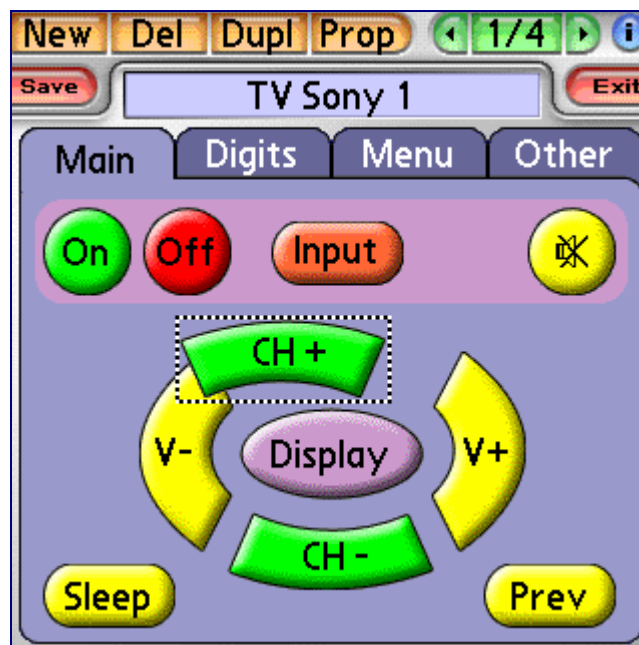 New Del Dupl Prop 1/4 i
Save TV Sony 1 Exit
Main Digits Menu Other
On Off Input
CH +
V- Display V+
CH -
Sleep Prev